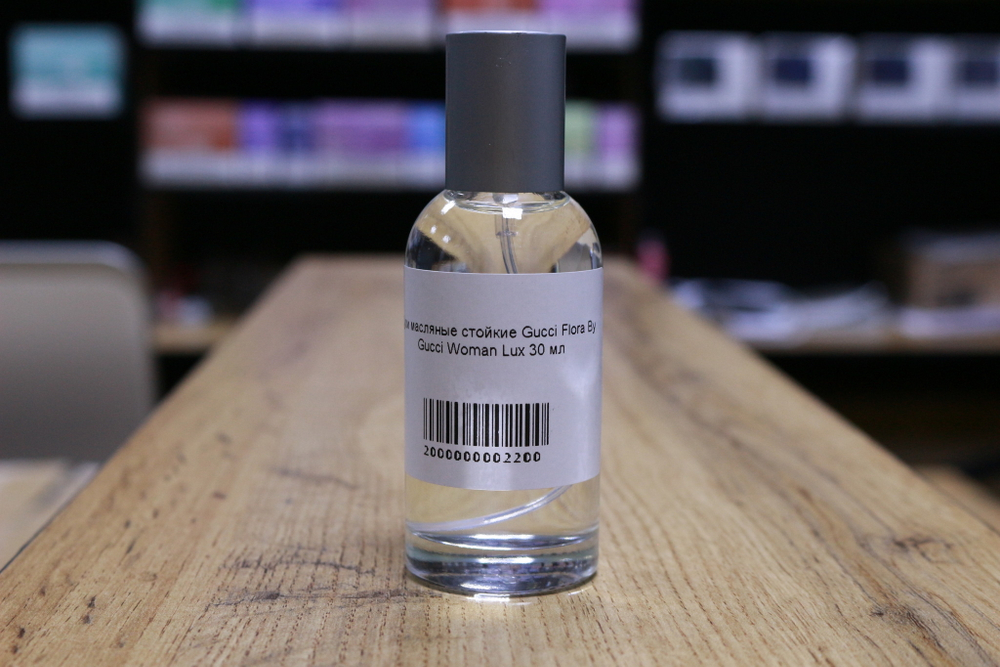 масляные стойкие Gucci Flora By
Gucci Woman Lux 30 мл
2000000002200